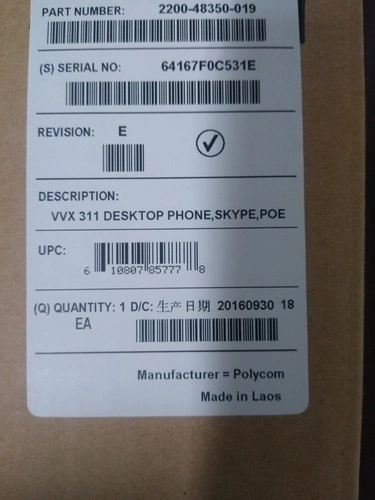 PART NUMBER: 2200-48350-019
(S) SERIAL NO: 64167F0C531E
REVISION: E
DESCRIPTION:
VVX 311 DESKTOP PHONE,SKYPE,POE
UPC:
6 10807 85777 8
(Q) QUANTITY: 1 D/C: 生产日期 20160930 18
EA
Manufacturer = Polycom
Made in Laos